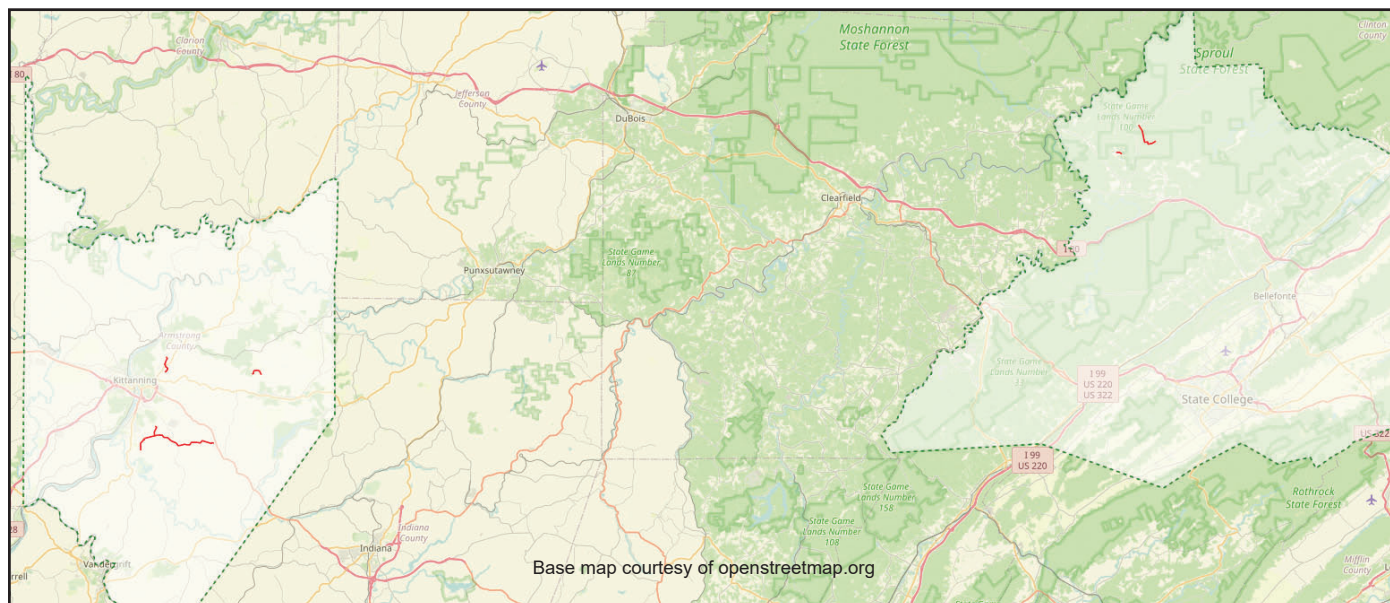 Clarion
County
80
Jefferson
County
DuBois
Moshannon
State Forest
Clinton
County
Sproul
State Forest
State Game
Lands Number
100
Clearfield
State Game
Lands Number
87
Punxsutawney
I 80
Bellefonte
Armstrong
County
Kittanning
State Game
Lands Number
33
I 99
US 220
US 322
State College
US 322
I 99
US 220
State Game
Lands Number
158
Rothrock
State Forest
State Game
Lands Number
108
28
Indiana
County
Indiana
Mifflin
County
Base map courtesy of openstreetmap.org